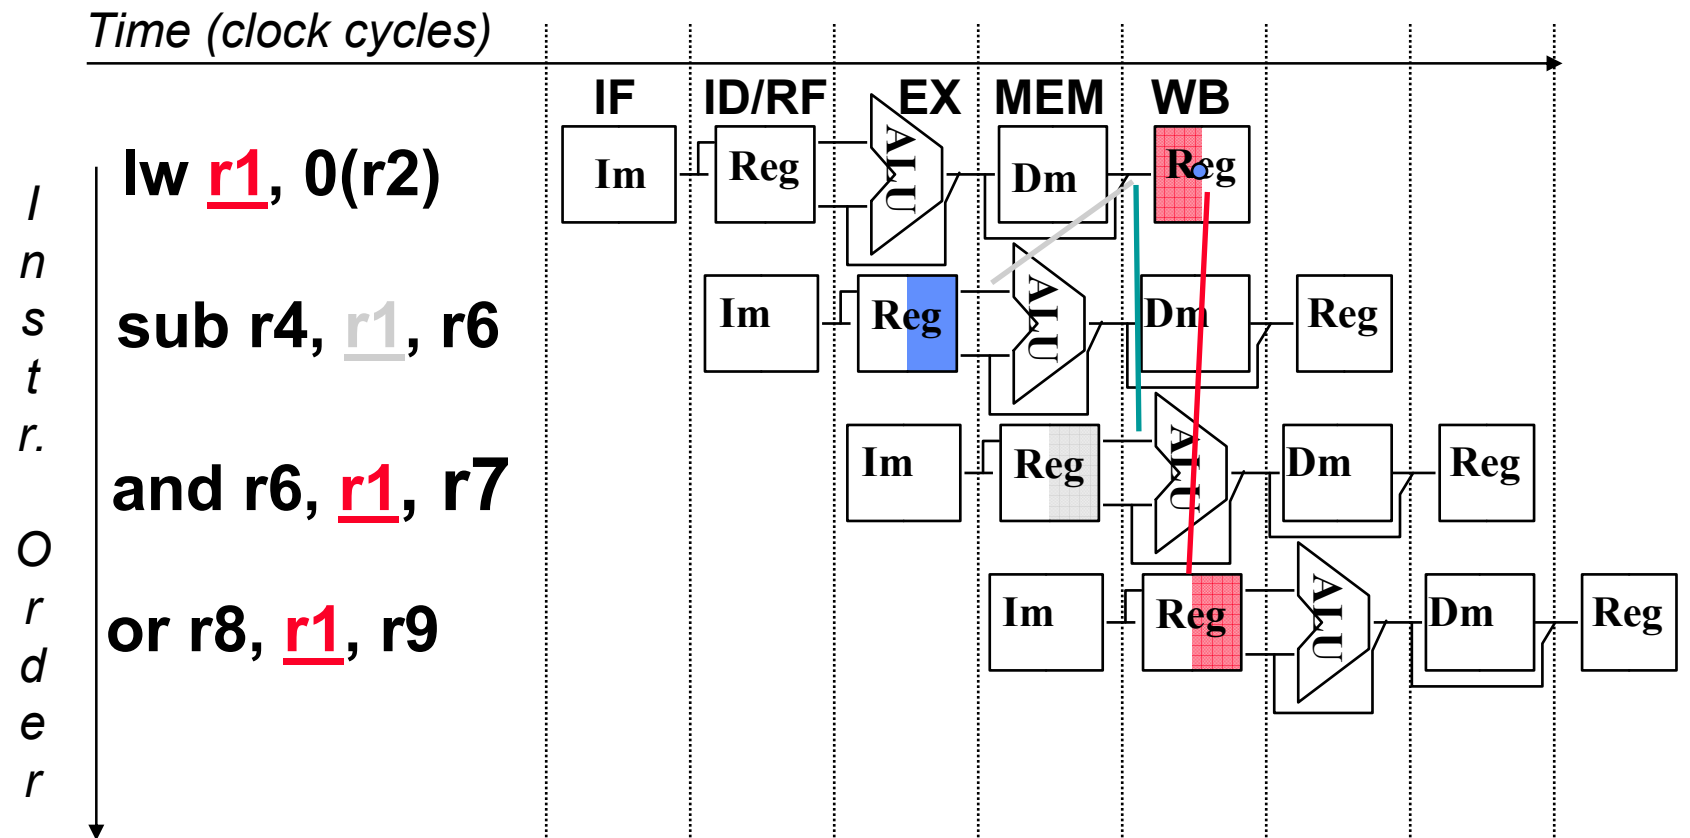 Time (clock cycles)
IF ID/RF EX MEM WB
Instr. Order
lw r1, 0(r2)
Im Reg ALU Dm Reg
sub r4, r1, r6
Im Reg ALU Dm Reg
and r6, r1, r7
Im Reg ALU Dm Reg
or r8, r1, r9
Im Reg ALU Dm Reg